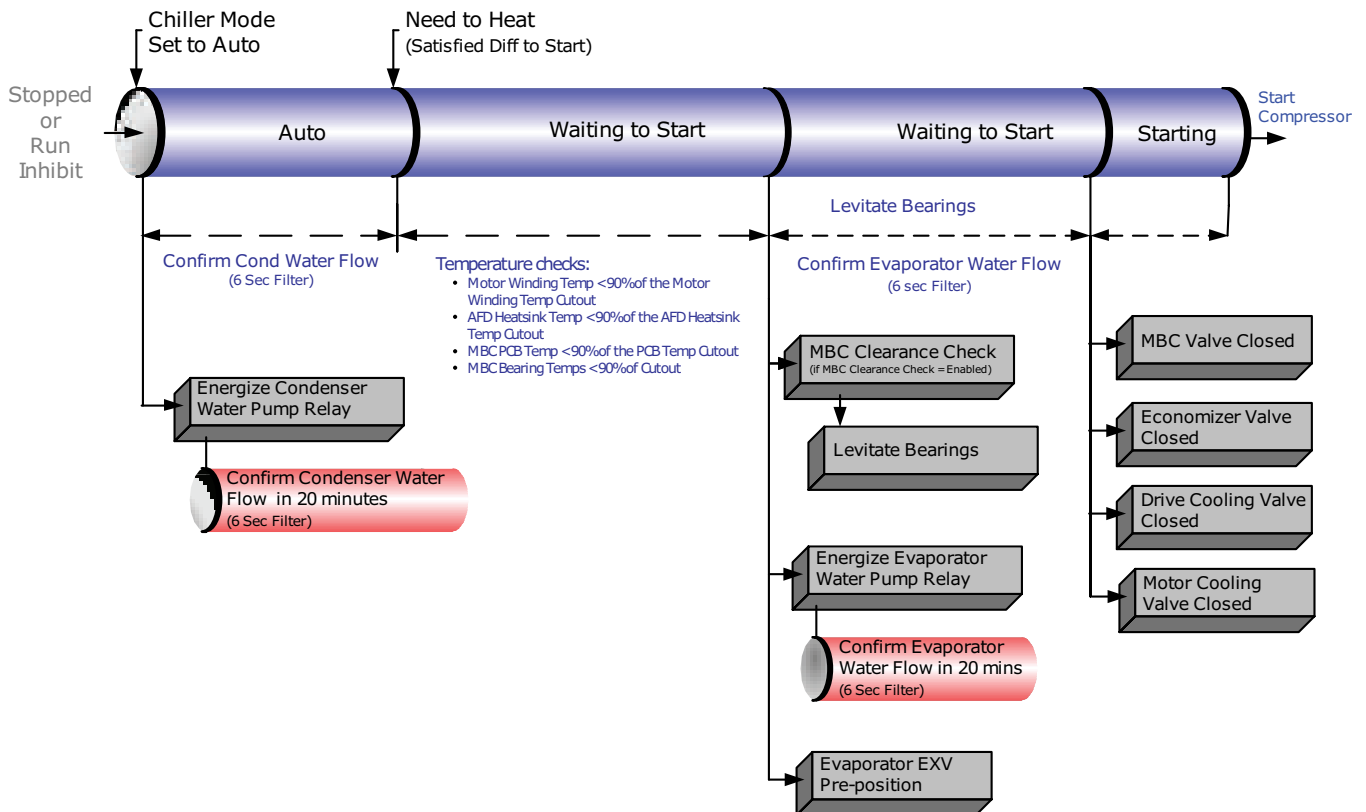 Chiller Mode
Set to Auto
Need to Heat
(Satisfied Diff to Start)
Stopped
or
Run
Inhibit
Auto
Waiting to Start
Waiting to Start
Starting
Start
Compressor
Levitate Bearings
Confirm Cond Water Flow
(6 Sec Filter)
Temperature checks:
• Motor Winding Temp <90% of the Motor
Winding Temp Cutout
• AFD Heatsink Temp <90% of the AFD Heatsink
Temp Cutout
• MBC PCB Temp <90% of the PCB Temp Cutout
• MBC Bearing Temps <90% of Cutout
Confirm Evaporator Water Flow
(6 sec Filter)
Energize Condenser
Water Pump Relay
Confirm Condenser Water
Flow in 20 minutes
(6 Sec Filter)
MBC Clearance Check
(if MBC Clearance Check = Enabled)
Levitate Bearings
Energize Evaporator
Water Pump Relay
Confirm Evaporator
Water Flow in 20 mins
(6 Sec Filter)
Evaporator EXV
Pre-position
MBC Valve Closed
Economizer Valve
Closed
Drive Cooling Valve
Closed
Motor Cooling
Valve Closed